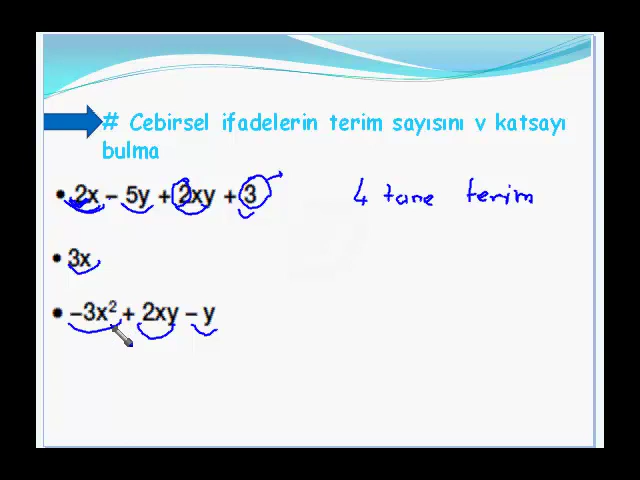 # Cebirsel ifadelerin terim sayısını v katsayı
bulma
• 2x − 5y + 2xy + 3 4 tane terim
• 3x
• −3x² + 2xy − y